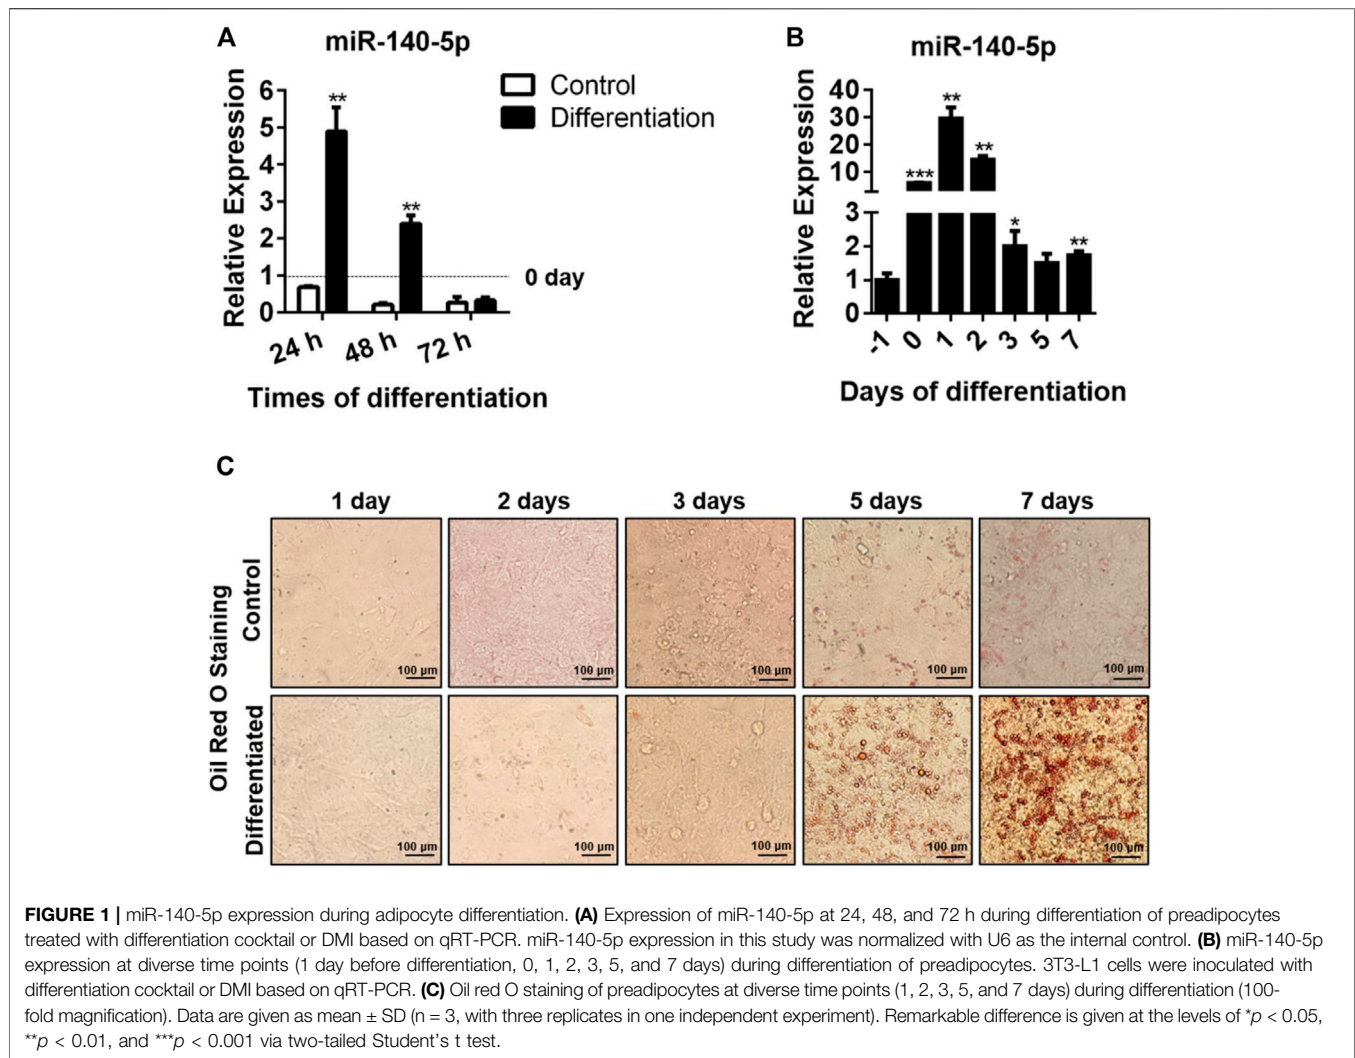 A
miR-140-5p
Relative Expression
6
5
4
3
2
1
0
**
**
0 day
24 h
48 h
72 h
Times of differentiation
Control
Differentiation
B
miR-140-5p
Relative Expression
40
30
20
10
3
2
1
0
***
**
**
*
**
-1
0
1
2
3
5
7
Days of differentiation
C
1 day
2 days
3 days
5 days
7 days
Oil Red O Staining
Control
100 µm
100 µm
100 µm
100 µm
100 µm
Differentiated
100 µm
100 µm
100 µm
100 µm
100 µm
FIGURE 1 | miR-140-5p expression during adipocyte differentiation. (A) Expression of miR-140-5p at 24, 48, and 72 h during differentiation of preadipocytes
treated with differentiation cocktail or DMI based on qRT-PCR. miR-140-5p expression in this study was normalized with U6 as the internal control. (B) miR-140-5p
expression at diverse time points (1 day before differentiation, 0, 1, 2, 3, 5, and 7 days) during differentiation of preadipocytes. 3T3-L1 cells were inoculated with
differentiation cocktail or DMI based on qRT-PCR. (C) Oil red O staining of preadipocytes at diverse time points (1, 2, 3, 5, and 7 days) during differentiation (100-
fold magnification). Data are given as mean ± SD (n = 3, with three replicates in one independent experiment). Remarkable difference is given at the levels of *p < 0.05,
**p < 0.01, and ***p < 0.001 via two-tailed Student's t test.